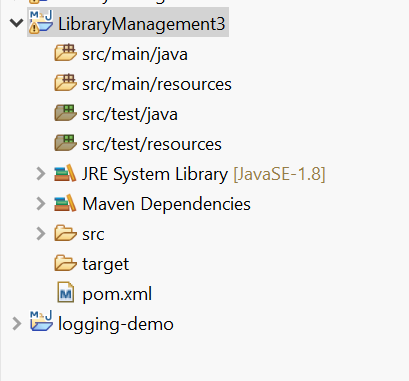 LibraryManagement3
src/main/java
src/main/resources
src/test/java
src/test/resources
JRE System Library [JavaSE-1.8]
Maven Dependencies
src
target
pom.xml
logging-demo